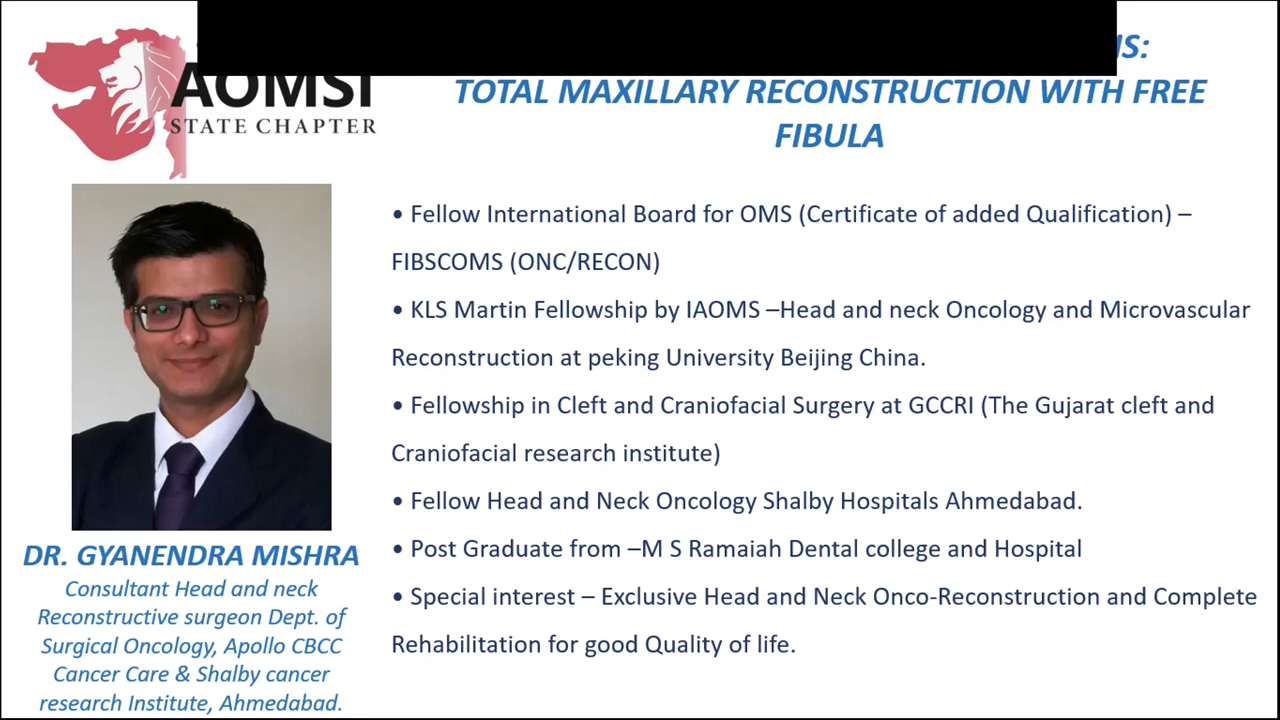 AOMSI
STATE CHAPTER
TOTAL MAXILLARY RECONSTRUCTION WITH FREE
FIBULA
• Fellow International Board for OMS (Certificate of added Qualification) –
FIBSCOMS (ONC/RECON)
• KLS Martin Fellowship by IAOMS –Head and neck Oncology and Microvascular
Reconstruction at peking University Beijing China.
• Fellowship in Cleft and Craniofacial Surgery at GCCRI (The Gujarat cleft and
Craniofacial research institute)
• Fellow Head and Neck Oncology Shalby Hospitals Ahmedabad.
• Post Graduate from –M S Ramaiah Dental college and Hospital
• Special interest – Exclusive Head and Neck Onco-Reconstruction and Complete
Rehabilitation for good Quality of life.
DR. GYANENDRA MISHRA
Consultant Head and neck
Reconstructive surgeon Dept. of
Surgical Oncology, Apollo CBCC
Cancer Care & Shalby cancer
research Institute, Ahmedabad.